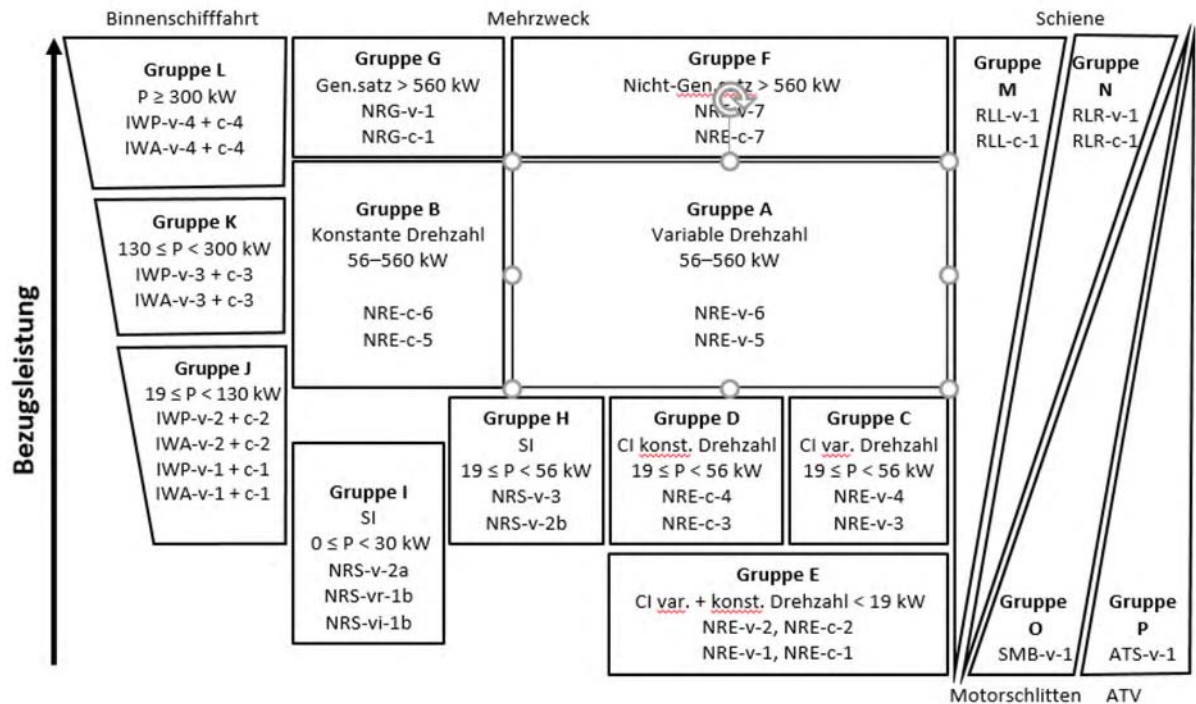 Binnenschifffahrt
Mehrzweck
Schiene
Bezugsleistung
Gruppe L
P ≥ 300 kW
IWP-v-4 + c-4
IWA-v-4 + c-4
Gruppe K
130 ≤ P < 300 kW
IWP-v-3 + c-3
IWA-v-3 + c-3
Gruppe J
19 ≤ P < 130 kW
IWP-v-2 + c-2
IWA-v-2 + c-2
IWP-v-1 + c-1
IWA-v-1 + c-1
Gruppe G
Gen.satz > 560 kW
NRG-v-1
NRG-c-1
Gruppe F
Nicht-Gen.satz > 560 kW
NRE-v-7
NRE-c-7
Gruppe B
Konstante Drehzahl
56–560 kW
NRE-c-6
NRE-c-5
Gruppe A
Variable Drehzahl
56–560 kW
NRE-v-6
NRE-v-5
Gruppe I
SI
0 ≤ P < 30 kW
NRS-v-2a
NRS-vr-1b
NRS-vi-1b
Gruppe H
SI
19 ≤ P < 56 kW
NRS-v-3
NRS-v-2b
Gruppe D
CI konst. Drehzahl
19 ≤ P < 56 kW
NRE-c-4
NRE-c-3
Gruppe C
CI var. Drehzahl
19 ≤ P < 56 kW
NRE-v-4
NRE-v-3
Gruppe E
CI var. + konst. Drehzahl < 19 kW
NRE-v-2, NRE-c-2
NRE-v-1, NRE-c-1
Gruppe
M
RLL-v-1
RLL-c-1
Gruppe
N
RLR-v-1
RLR-c-1
Gruppe
O
SMB-v-1
Gruppe
P
ATS-v-1
Motorschlitten
ATV